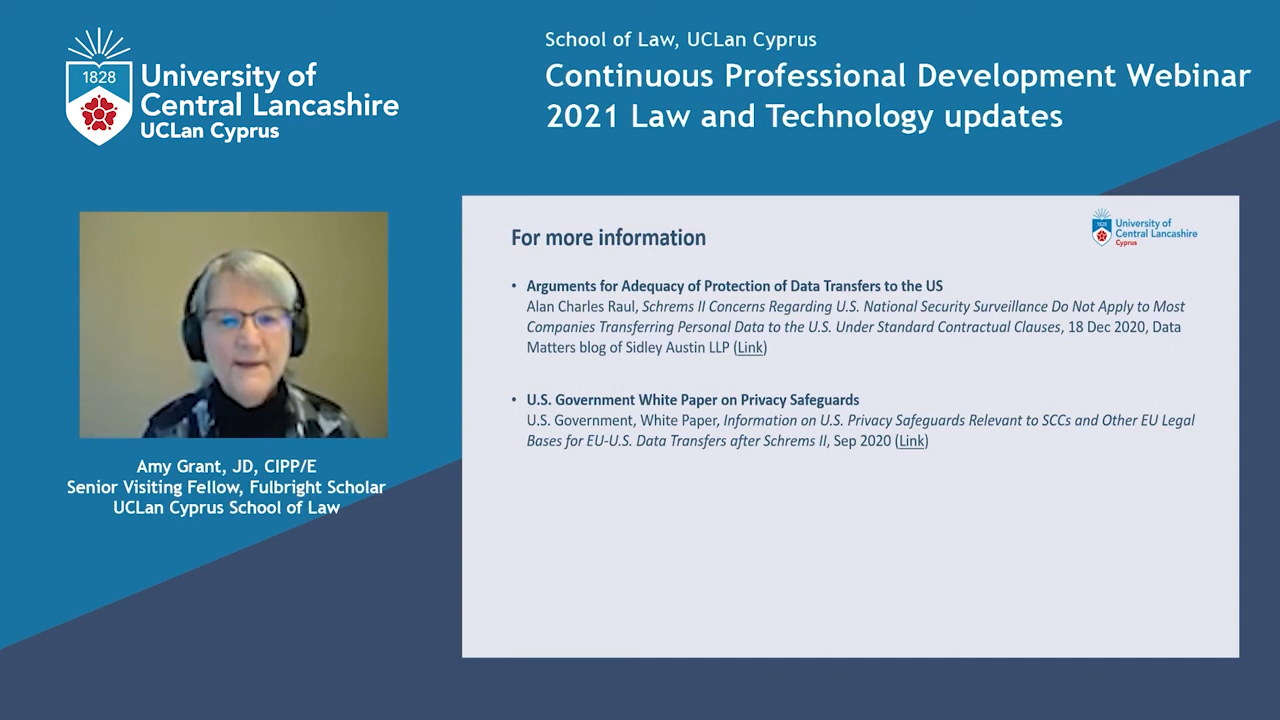 1828
University of
Central Lancashire
UCLan Cyprus
School of Law, UCLan Cyprus
Continuous Professional Development Webinar
2021 Law and Technology updates
Amy Grant, JD, CIPP/E
Senior Visiting Fellow, Fulbright Scholar
UCLan Cyprus School of Law
For more information
1828
University of
Central Lancashire
Cyprus
• Arguments for Adequacy of Protection of Data Transfers to the US
Alan Charles Raul, Schrems II Concerns Regarding U.S. National Security Surveillance Do Not Apply to Most
Companies Transferring Personal Data to the U.S. Under Standard Contractual Clauses, 18 Dec 2020, Data
Matters blog of Sidley Austin LLP (Link)
• U.S. Government White Paper on Privacy Safeguards
U.S. Government, White Paper, Information on U.S. Privacy Safeguards Relevant to SCCs and Other EU Legal
Bases for EU-U.S. Data Transfers after Schrems II, Sep 2020 (Link)